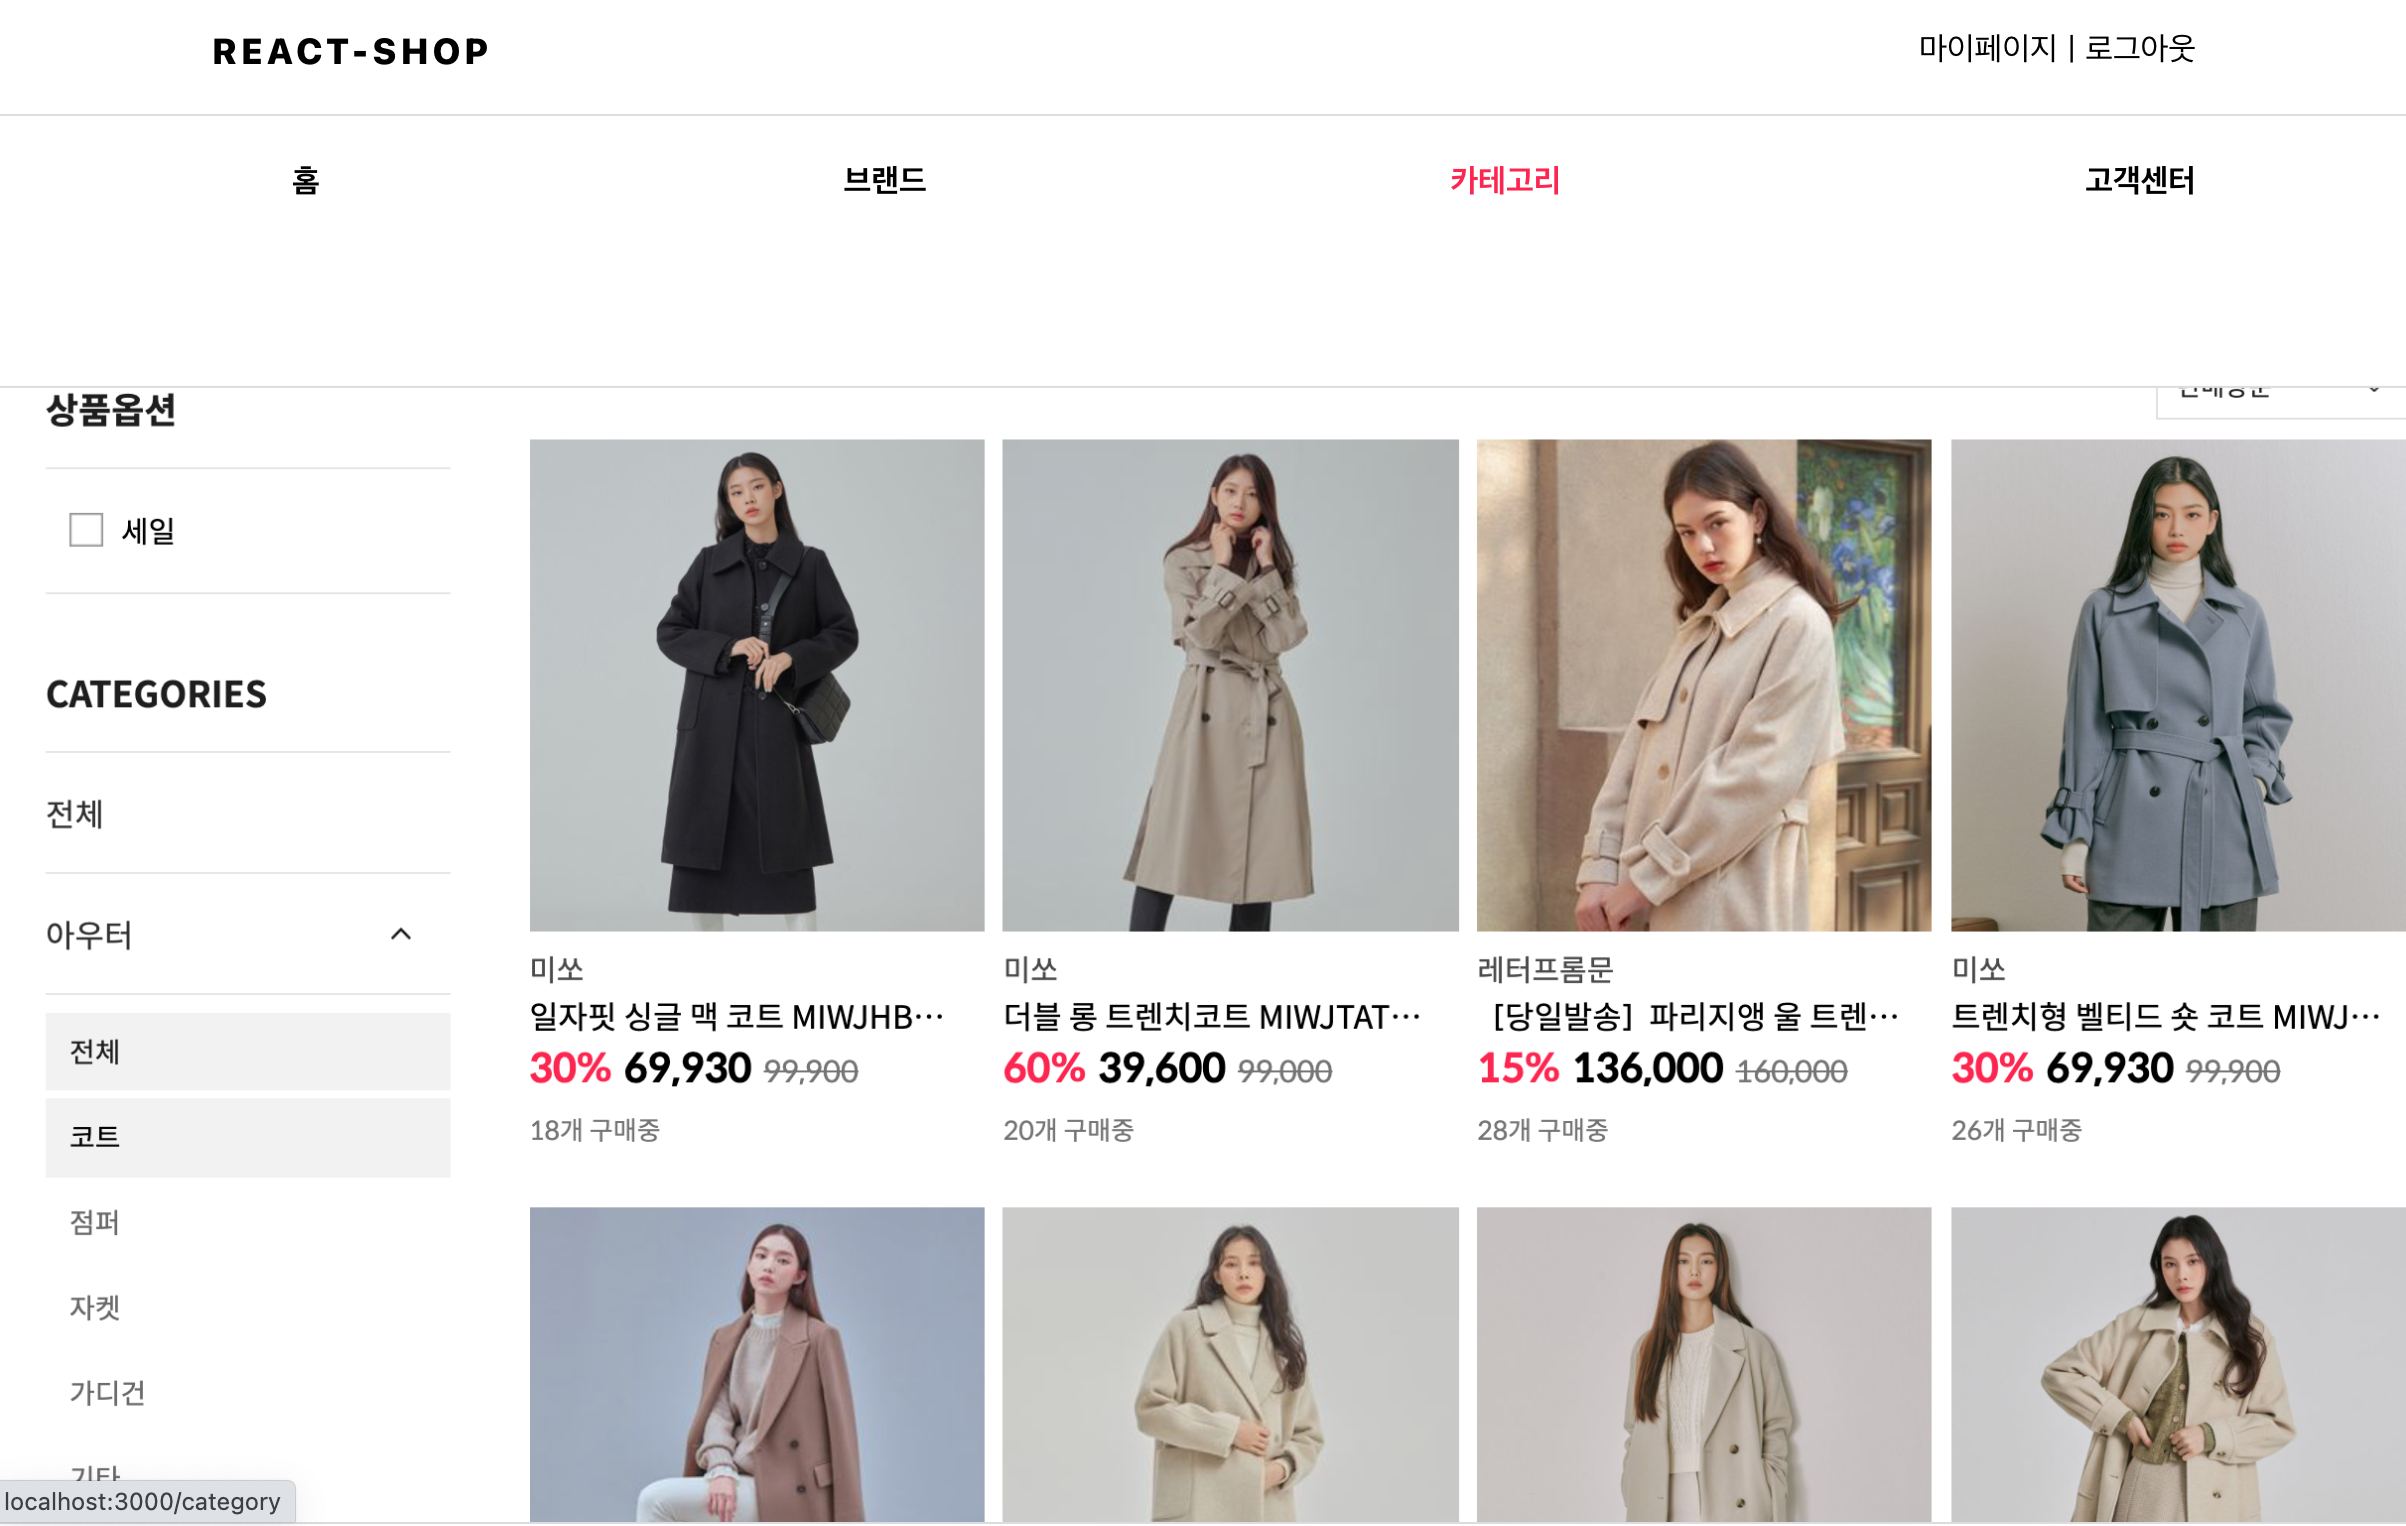 REACT-SHOP
마이페이지 | 로그아웃
홈 브랜드 카테고리 고객센터
상품옵션
세일
CATEGORIES
전체
아우터
전체
코트
점퍼
자켓
가디건
기타
미쏘
일자핏 싱글 맥 코트 MIWJHB…
30% 69,930 99,900
18개 구매중
미쏘
더블 롱 트렌치코트 MIWJTAT…
60% 39,600 99,000
20개 구매중
레터프롬문
[당일발송] 파리지앵 울 트렌…
15% 136,000 160,000
28개 구매중
미쏘
트렌치형 벨티드 숏 코트 MIWJ…
30% 69,930 99,900
26개 구매중
localhost:3000/category